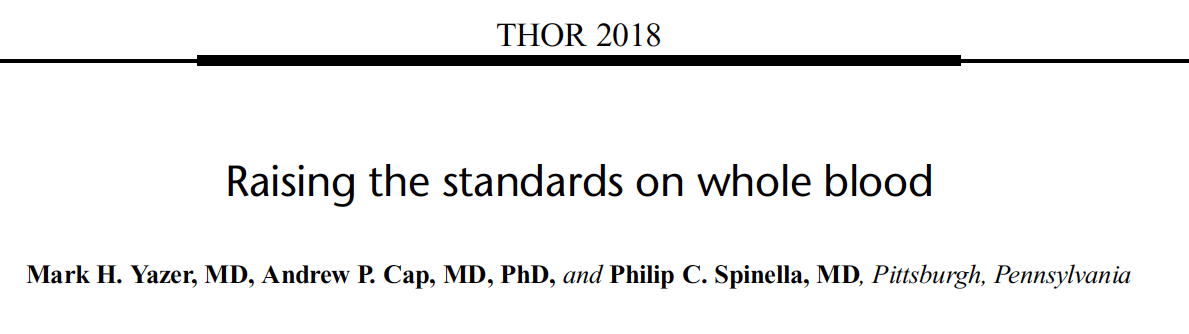 THOR 2018
Raising the standards on whole blood
Mark H. Yazer, MD, Andrew P. Cap, MD, PhD, and Philip C. Spinella, MD, Pittsburgh, Pennsylvania